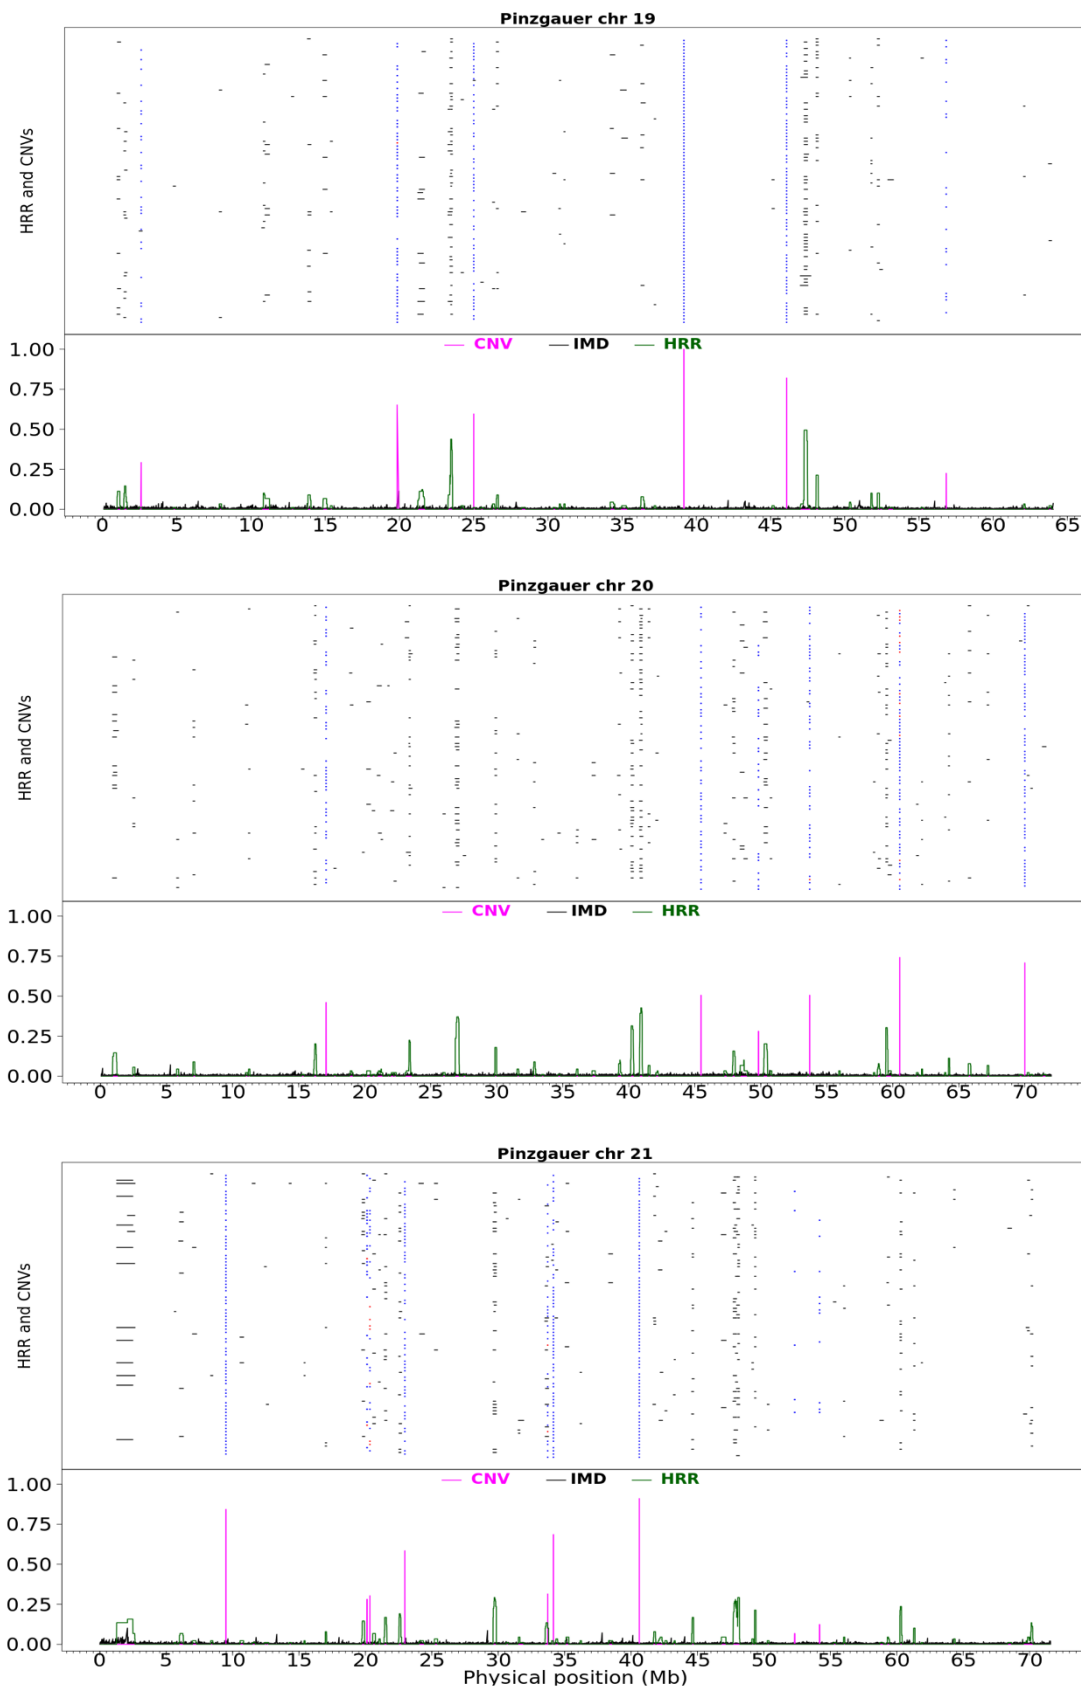 Pinzgauer chr 19
HRR and CNVs
CNV IMD HRR
1.00
0.75
0.50
0.25
0.00
0 5 10 15 20 25 30 35 40 45 50 55 60 65
Pinzgauer chr 20
HRR and CNVs
CNV IMD HRR
1.00
0.75
0.50
0.25
0.00
0 5 10 15 20 25 30 35 40 45 50 55 60 65 70
Pinzgauer chr 21
HRR and CNVs
CNV IMD HRR
1.00
0.75
0.50
0.25
0.00
0 5 10 15 20 25 30 35 40 45 50 55 60 65 70
Physical position (Mb)